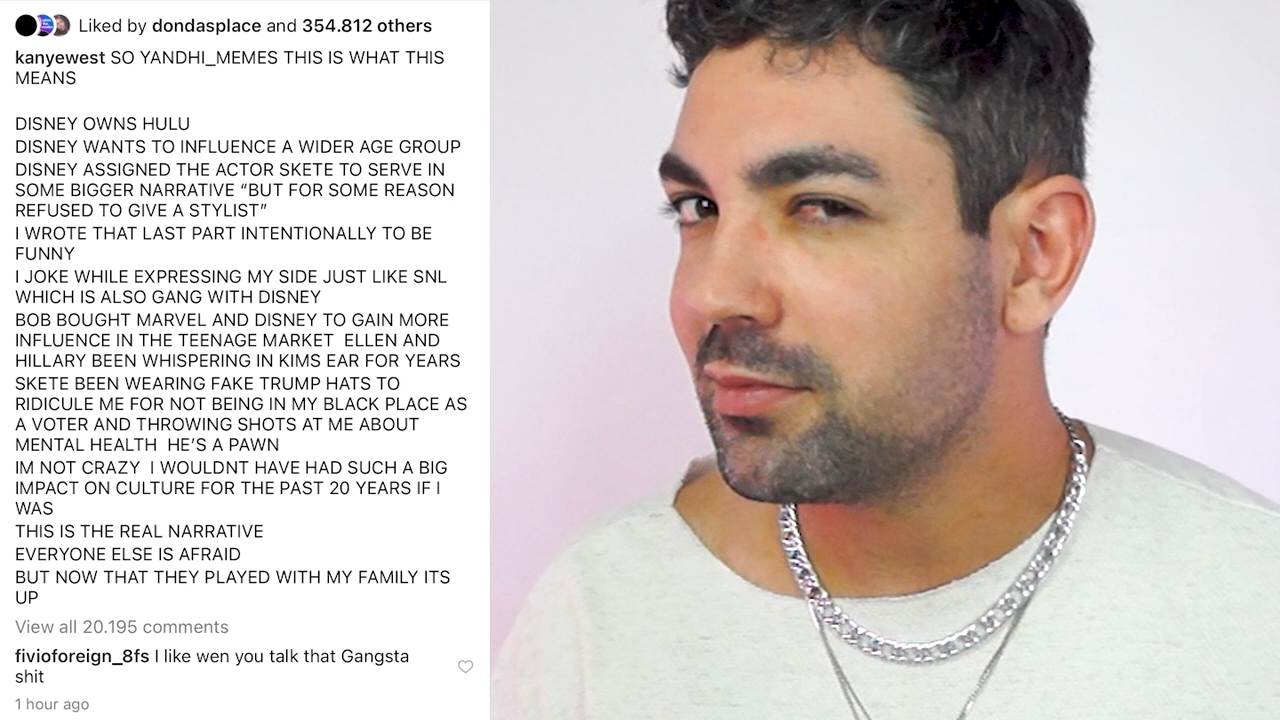 Liked by dondasplace and 354.812 others
kanyewest SO YANDHI_MEMES THIS IS WHAT THIS
MEANS
DISNEY OWNS HULU
DISNEY WANTS TO INFLUENCE A WIDER AGE GROUP
DISNEY ASSIGNED THE ACTOR SKETE TO SERVE IN
SOME BIGGER NARRATIVE “BUT FOR SOME REASON
REFUSED TO GIVE A STYLIST”
I WROTE THAT LAST PART INTENTIONALLY TO BE
FUNNY
I JOKE WHILE EXPRESSING MY SIDE JUST LIKE SNL
WHICH IS ALSO GANG WITH DISNEY
BOB BOUGHT MARVEL AND DISNEY TO GAIN MORE
INFLUENCE IN THE TEENAGE MARKET  ELLEN AND
HILLARY BEEN WHISPERING IN KIMS EAR FOR YEARS
SKETE BEEN WEARING FAKE TRUMP HATS TO
RIDICULE ME FOR NOT BEING IN MY BLACK PLACE AS
A VOTER AND THROWING SHOTS AT ME ABOUT
MENTAL HEALTH  HE’S A PAWN
IM NOT CRAZY  I WOULDNT HAVE HAD SUCH A BIG
IMPACT ON CULTURE FOR THE PAST 20 YEARS IF I
WAS
THIS IS THE REAL NARRATIVE
EVERYONE ELSE IS AFRAID
BUT NOW THAT THEY PLAYED WITH MY FAMILY ITS
UP
View all 20.195 comments
fivioforeign_8fs I like wen you talk that Gangsta
shit
1 hour ago